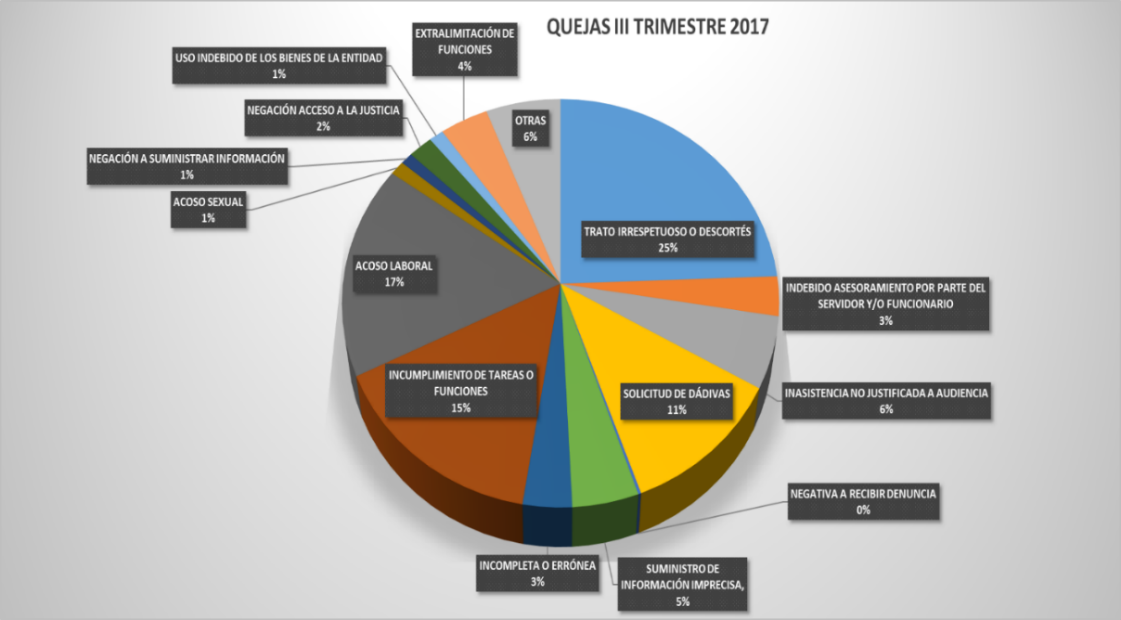 QUEJAS III TRIMESTRE 2017
EXTRALIMITACIÓN DE
FUNCIONES
4%
USO INDEBIDO DE LOS BIENES DE LA ENTIDAD
1%
NEGACIÓN ACCESO A LA JUSTICIA
2%
NEGACIÓN A SUMINISTRAR INFORMACIÓN
1%
ACOSO SEXUAL
1%
OTRAS
6%
TRATO IRRESPETUOSO O DESCORTÉS
25%
ACOSO LABORAL
17%
INDEBIDO ASESORAMIENTO POR PARTE DEL
SERVIDOR Y/O FUNCIONARIO
3%
INCUMPLIMIENTO DE TAREAS O
FUNCIONES
15%
SOLICITUD DE DÁDIVAS
11%
INASISTENCIA NO JUSTIFICADA A AUDIENCIA
6%
NEGATIVA A RECIBIR DENUNCIA
0%
INCOMPLETA O ERRÓNEA
3%
SUMINISTRO DE
INFORMACIÓN IMPRECISA,
5%